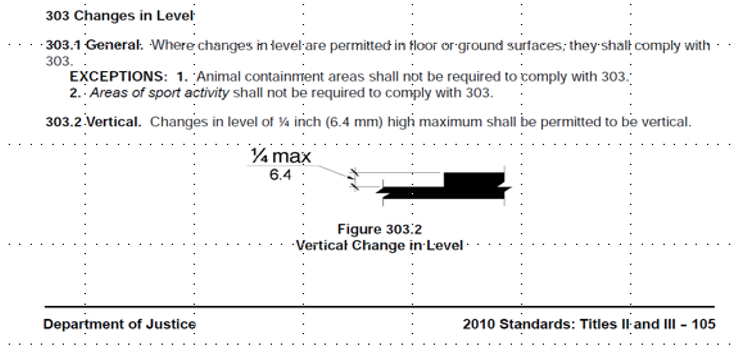 303 Changes in Level
303.1 General. Where changes in level are permitted in floor or ground surfaces, they shall comply with
303.
EXCEPTIONS: 1. Animal containment areas shall not be required to comply with 303.
2. Areas of sport activity shall not be required to comply with 303.
303.2 Vertical. Changes in level of ¼ inch (6.4 mm) high maximum shall be permitted to be vertical.
¼ max
6.4
Figure 303.2
Vertical Change in Level
Department of Justice 2010 Standards: Titles II and III – 105